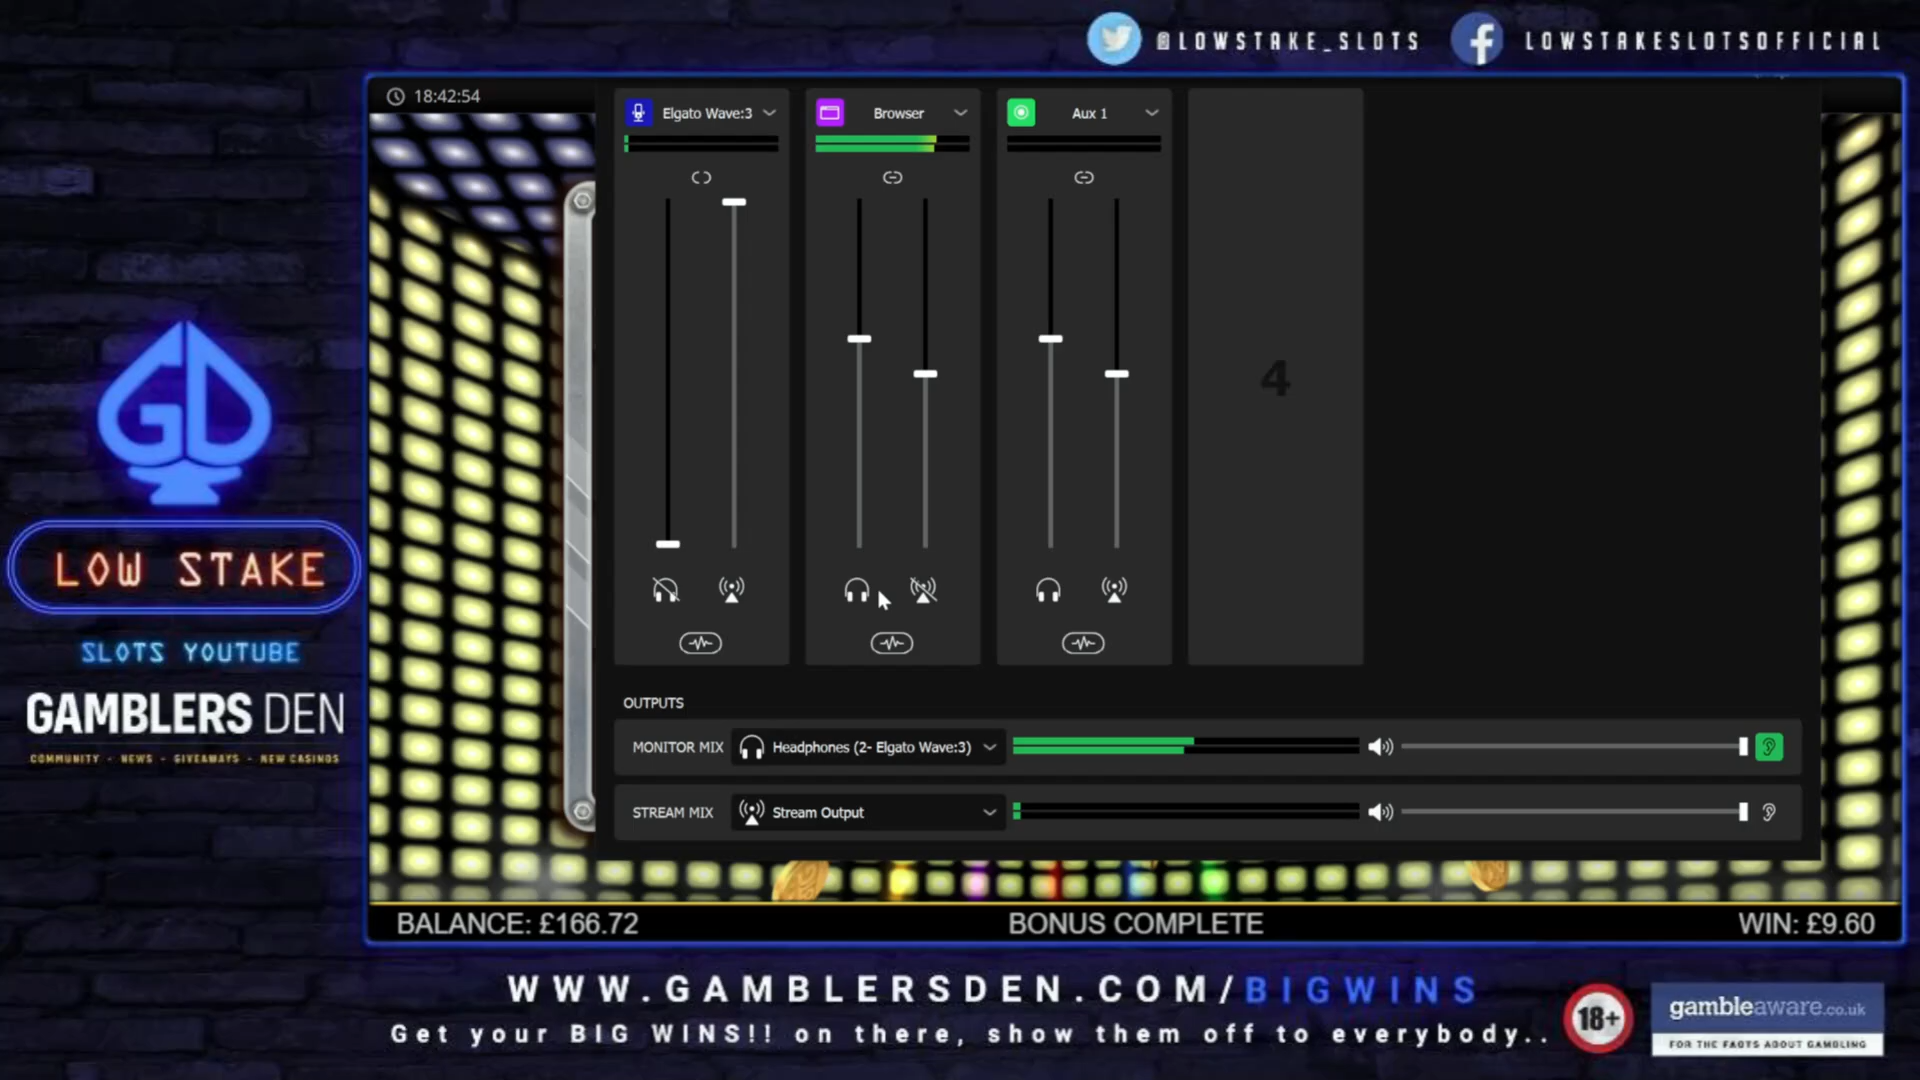 @LOWSTAKE_SLOTS
LOWSTAKESLOTSOFFICIAL
18:42:54
Elgato Wave:3
Browser
Aux 1
4
GD
LOW STAKE
SLOTS YOUTUBE
GAMBLERS DEN
COMMUNITY - NEWS - GIVEAWAYS - NEW CASINOS
OUTPUTS
MONITOR MIX
Headphones (2- Elgato Wave:3)
STREAM MIX
Stream Output
BALANCE: £166.72
BONUS COMPLETE
WIN: £9.60
WWW.GAMBLERSDEN.COM/BIGWINS
Get your BIG WINS!! on there, show them off to everybody..
18+
gambleaware.co.uk
FOR THE FACTS ABOUT GAMBLING